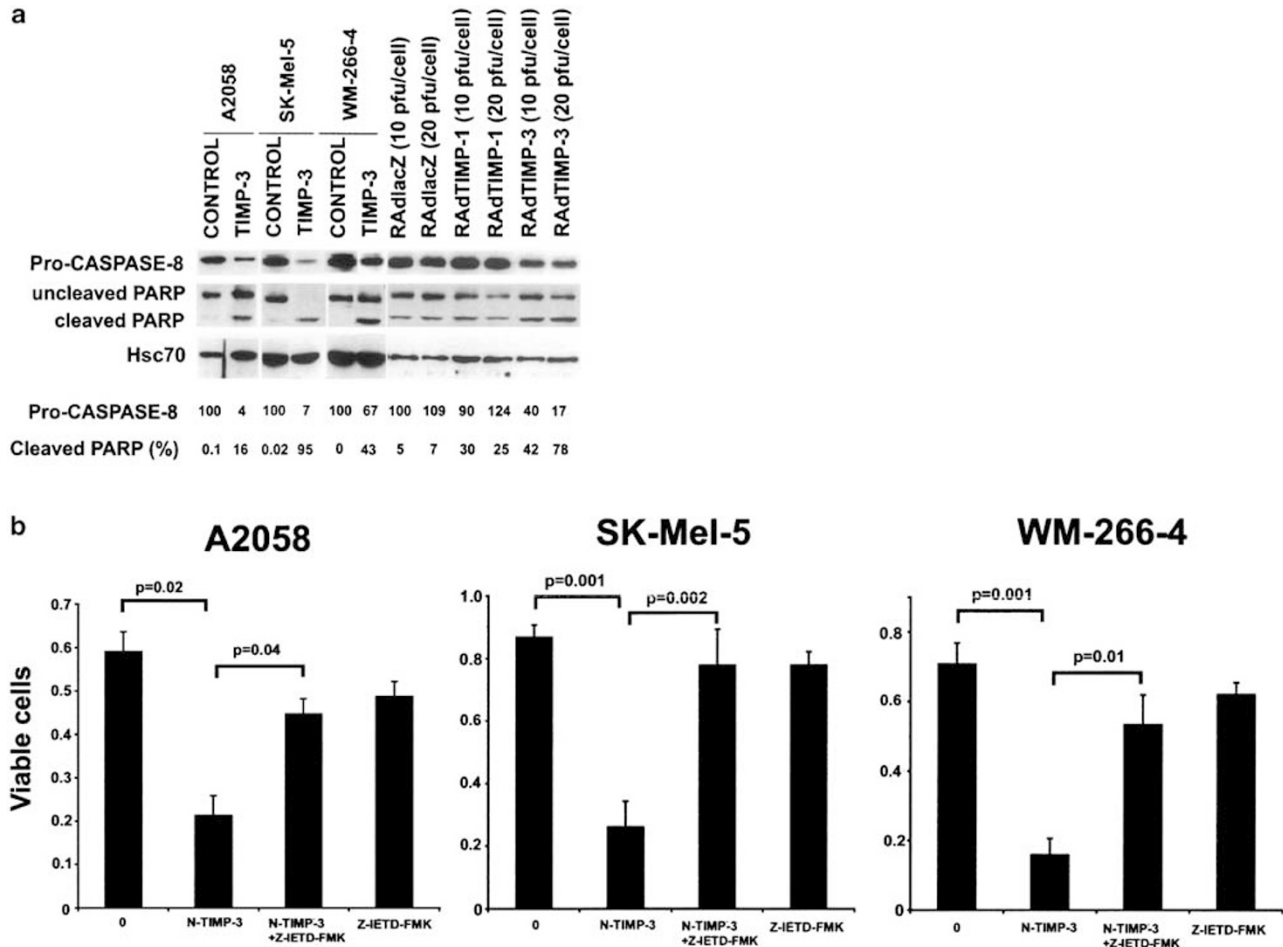 a
A2058
SK-Mel-5
WM-266-4
CONTROL
TIMP-3
CONTROL
TIMP-3
CONTROL
TIMP-3
RAdlacZ (10 pfu/cell)
RAdlacZ (20 pfu/cell)
RAdTIMP-1 (10 pfu/cell)
RAdTIMP-1 (20 pfu/cell)
RAdTIMP-3 (10 pfu/cell)
RAdTIMP-3 (20 pfu/cell)
Pro-CASPASE-8
uncleaved PARP
cleaved PARP
Hsc70
Pro-CASPASE-8 100 4 100 7 100 67 100 109 90 124 40 17
Cleaved PARP (%) 0.1 16 0.02 95 0 43 5 7 30 25 42 78
b
A2058
Viable cells
p=0.02
p=0.04
0.7
0.6
0.5
0.4
0.3
0.2
0.1
0
0 N-TIMP-3 N-TIMP-3 Z-IETD-FMK
+Z-IETD-FMK
SK-Mel-5
p=0.001
p=0.002
1.0
0.8
0.6
0.4
0.2
0
0 N-TIMP-3 N-TIMP-3 Z-IETD-FMK
+Z-IETD-FMK
WM-266-4
p=0.001
p=0.01
0.8
0.6
0.4
0.2
0
0 N-TIMP-3 N-TIMP-3 Z-IETD-FMK
+Z-IETD-FMK